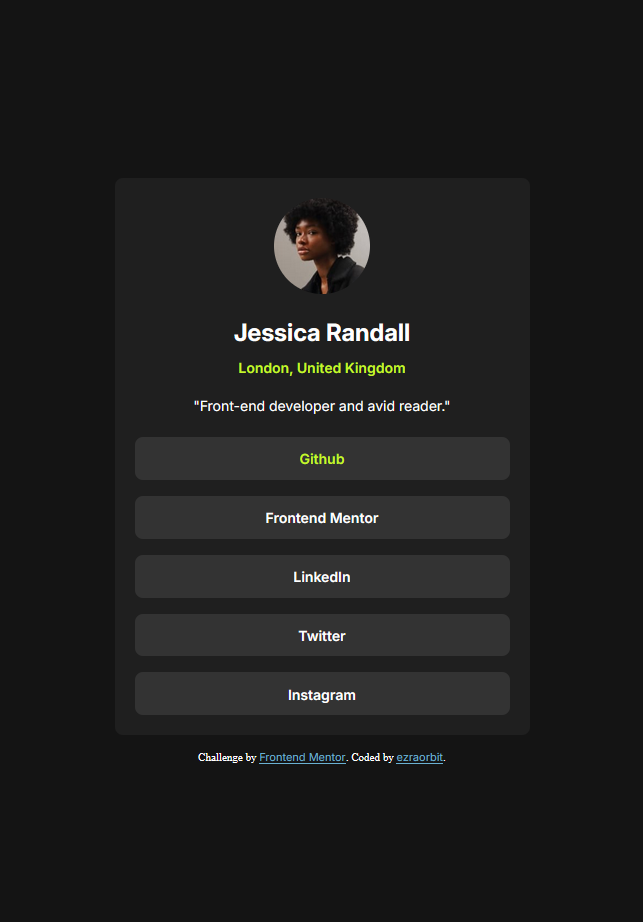 Jessica Randall
London, United Kingdom
"Front-end developer and avid reader."
Github
Frontend Mentor
LinkedIn
Twitter
Instagram
Challenge by Frontend Mentor. Coded by ezraorbit.